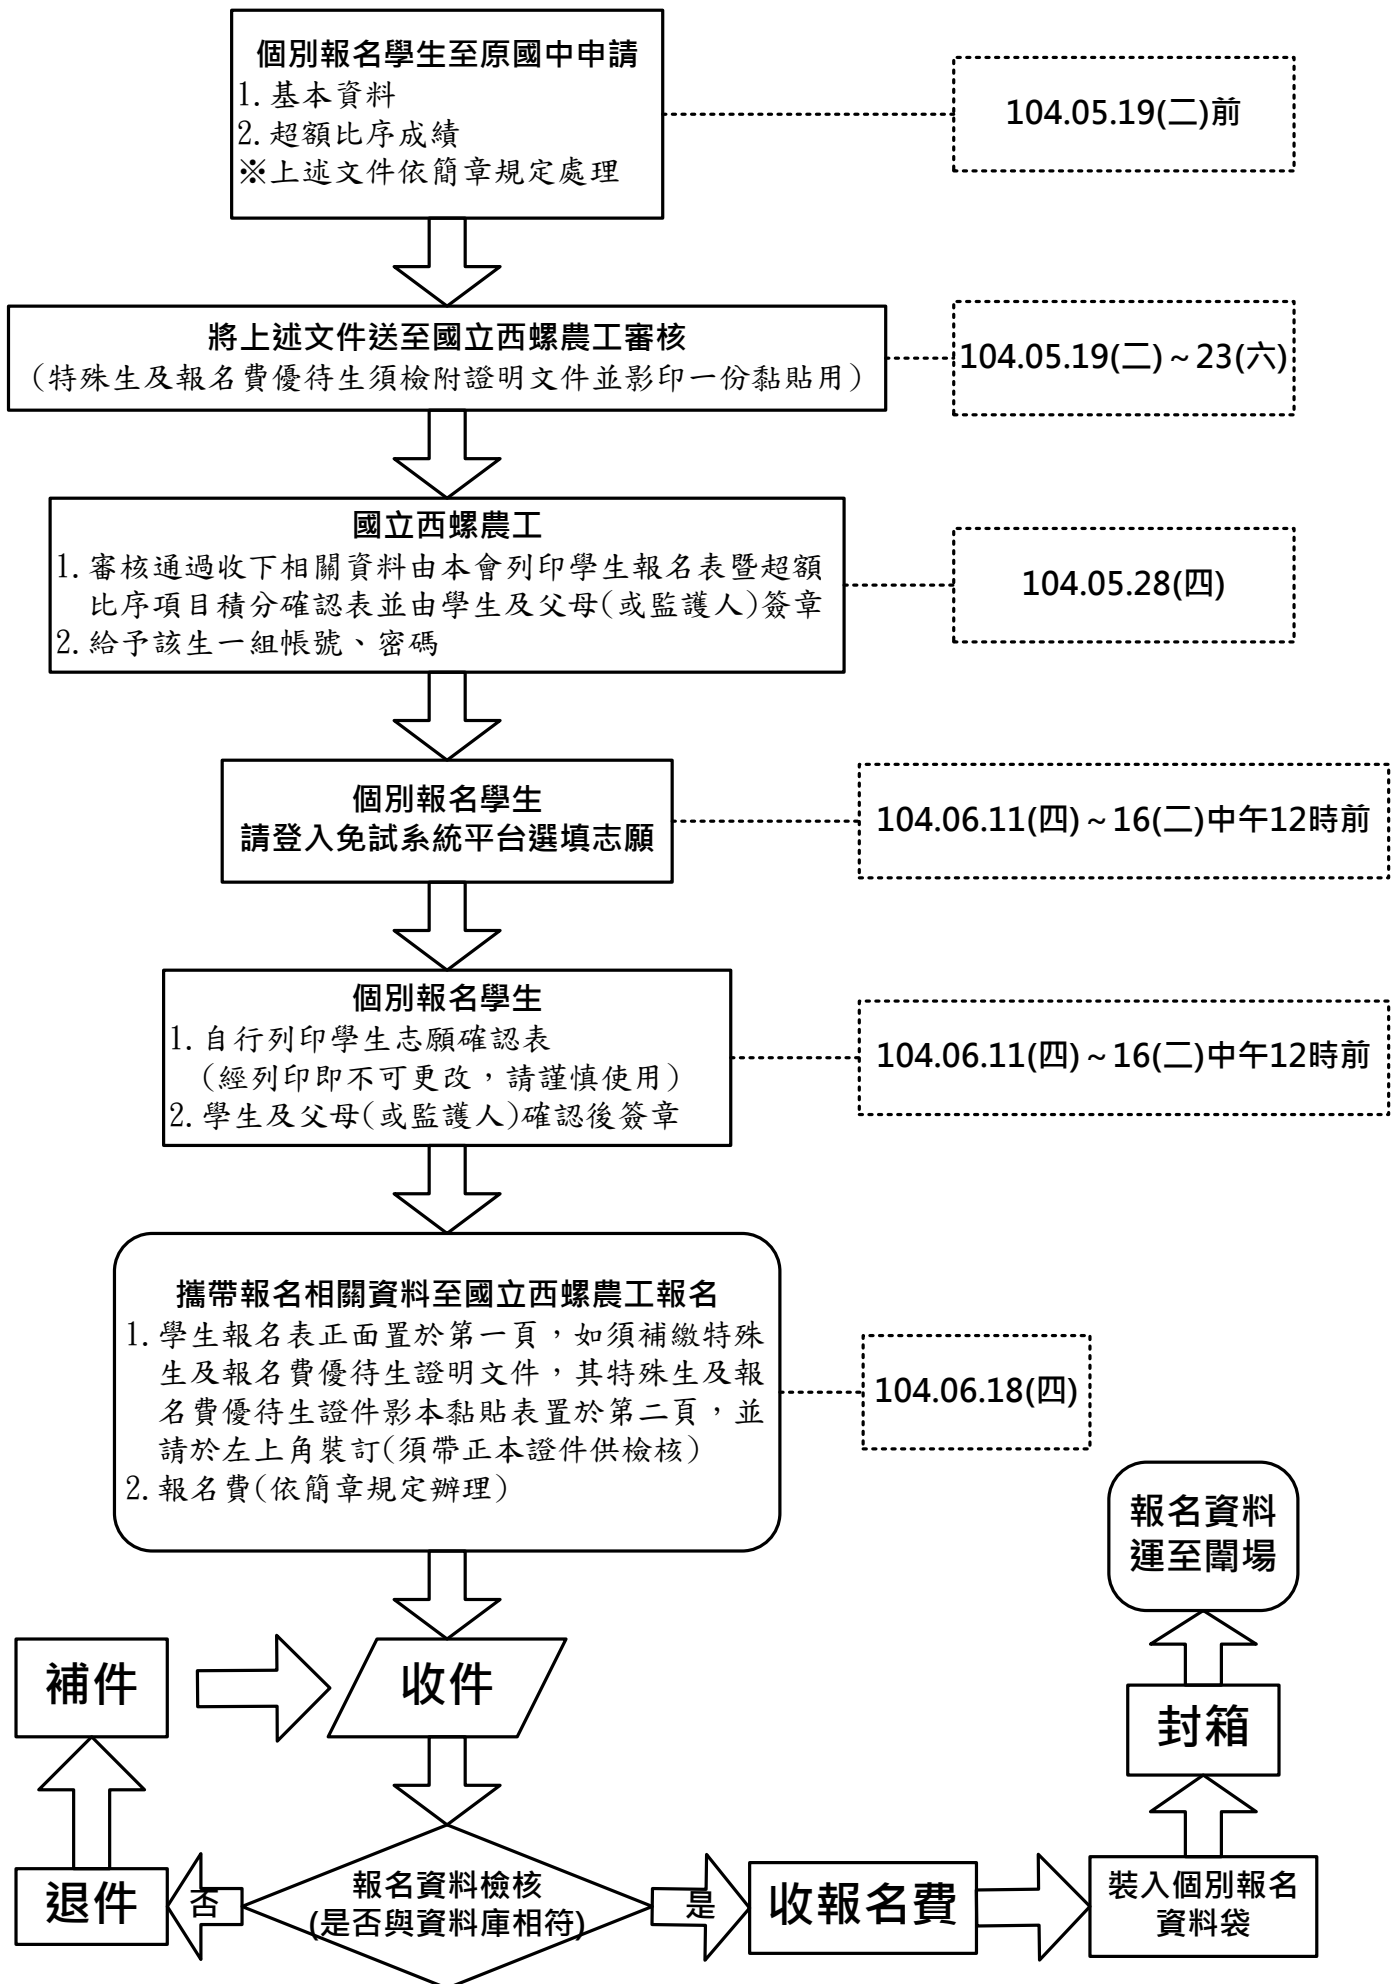 個別報名學生至原國中申請
1. 基本資料
2. 超額比序成績
※上述文件依簡章規定處理
104.05.19(二)前
將上述文件送至國立西螺農工審核
（特殊生及報名費優待生須檢附證明文件並影印一份黏貼用）
104.05.19(二)～23(六)
國立西螺農工
1. 審核通過收下相關資料由本會列印學生報名表暨超額
比序項目積分確認表並由學生及父母(或監護人)簽章
2. 給予該生一組帳號、密碼
104.05.28(四)
個別報名學生
請登入免試系統平台選填志願
104.06.11(四)～16(二)中午12時前
個別報名學生
1. 自行列印學生志願確認表
（經列印即不可更改，請謹慎使用）
2. 學生及父母(或監護人)確認後簽章
104.06.11(四)～16(二)中午12時前
攜帶報名相關資料至國立西螺農工報名
1. 學生報名表正面置於第一頁，如須補繳特殊
生及報名費優待生證明文件，其特殊生及報
名費優待生證件影本黏貼表置於第二頁，並
請於左上角裝訂(須帶正本證件供檢核)
2. 報名費(依簡章規定辦理)
104.06.18(四)
報名資料
運至闈場
補件
收件
封箱
退件
否
報名資料檢核
(是否與資料庫相符)
是
收報名費
裝入個別報名
資料袋